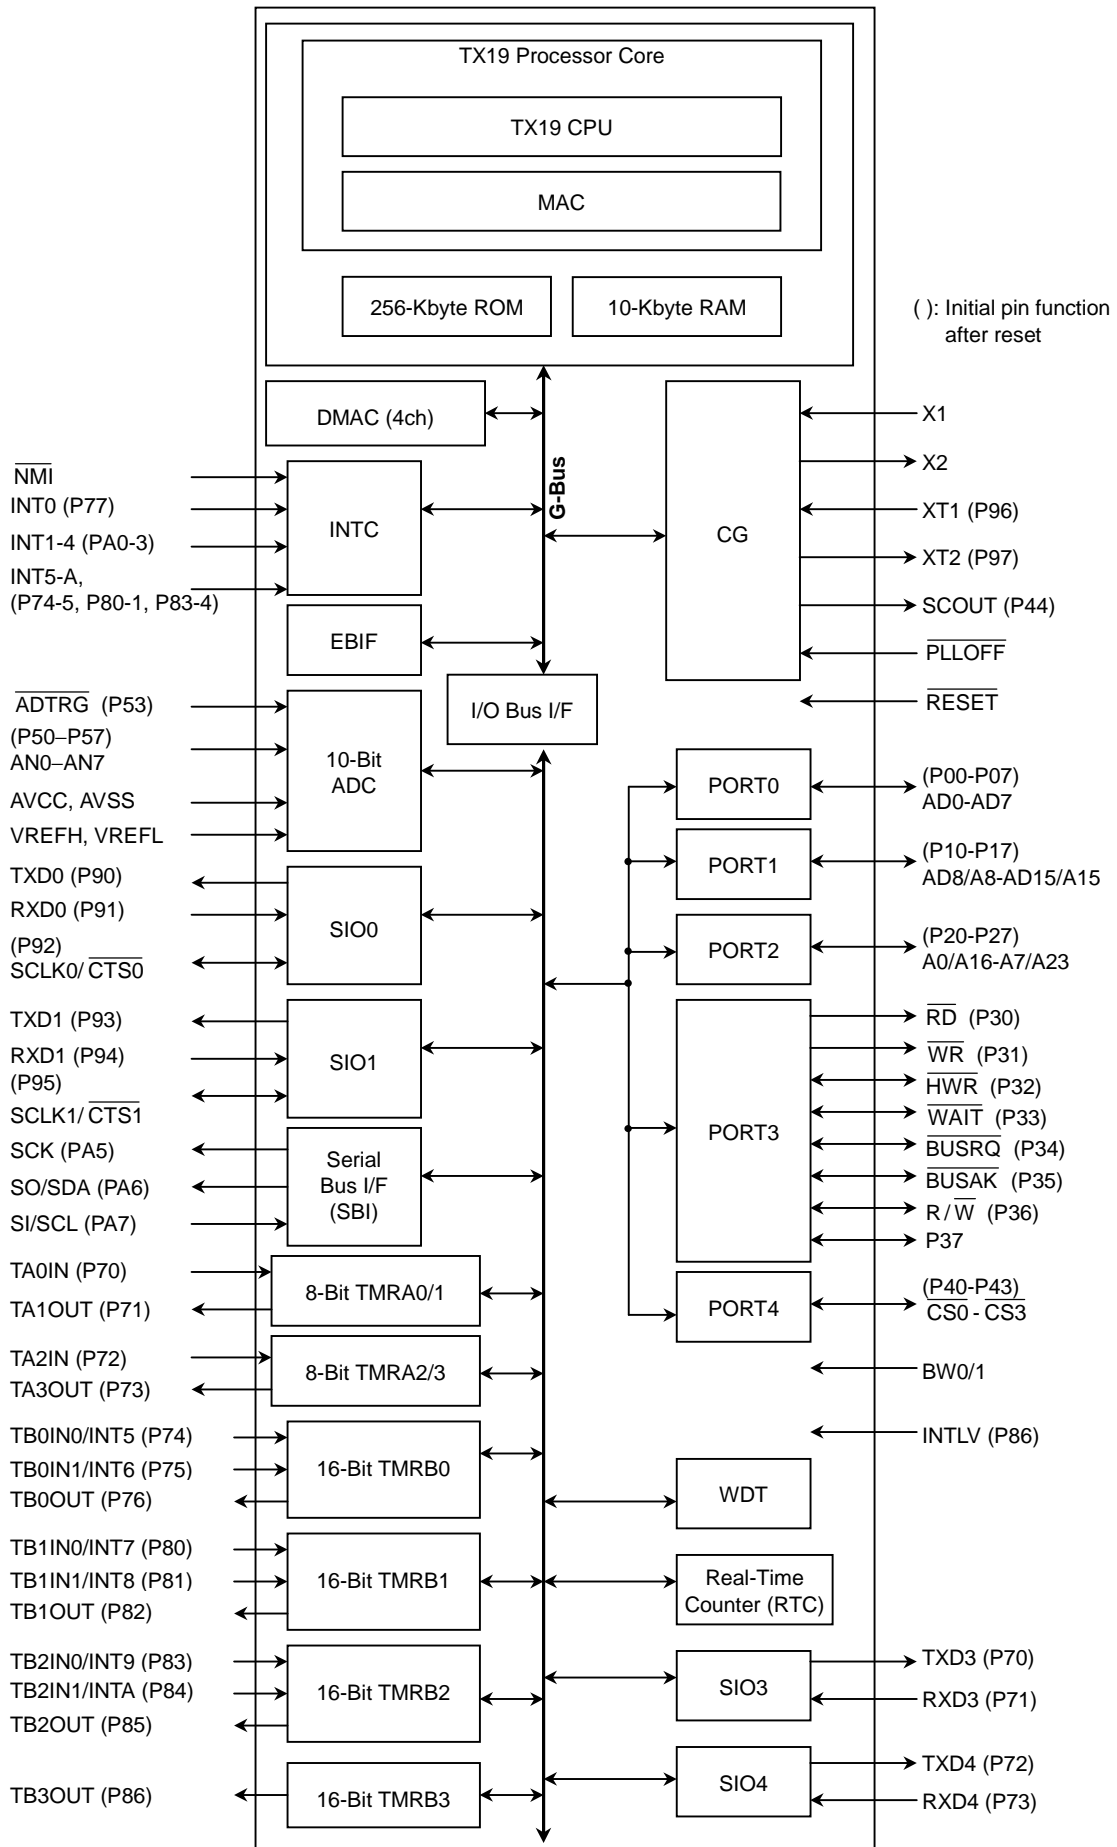 TX19 Processor Core
TX19 CPU
MAC
256-Kbyte ROM
10-Kbyte RAM
( ): Initial pin function
after reset
DMAC (4ch)
G-Bus
NMI
INT0 (P77)
INT1-4 (PA0-3)
INT5-A,
(P74-5, P80-1, P83-4)
INTC
EBIF
CG
X1
X2
XT1 (P96)
XT2 (P97)
SCOUT (P44)
PLLOFF
RESET
I/O Bus I/F
ADTRG (P53)
(P50–P57)
AN0–AN7
AVCC, AVSS
VREFH, VREFL
10-Bit
ADC
TXD0 (P90)
RXD0 (P91)
(P92)
SCLK0/ CTS0
SIO0
TXD1 (P93)
RXD1 (P94)
(P95)
SCLK1/ CTS1
SIO1
SCK (PA5)
SO/SDA (PA6)
SI/SCL (PA7)
Serial
Bus I/F
(SBI)
TA0IN (P70)
TA1OUT (P71)
8-Bit TMRA0/1
TA2IN (P72)
TA3OUT (P73)
8-Bit TMRA2/3
TB0IN0/INT5 (P74)
TB0IN1/INT6 (P75)
TB0OUT (P76)
16-Bit TMRB0
TB1IN0/INT7 (P80)
TB1IN1/INT8 (P81)
TB1OUT (P82)
16-Bit TMRB1
TB2IN0/INT9 (P83)
TB2IN1/INTA (P84)
TB2OUT (P85)
16-Bit TMRB2
TB3OUT (P86)
16-Bit TMRB3
PORT0
(P00-P07)
AD0-AD7
PORT1
(P10-P17)
AD8/A8-AD15/A15
PORT2
(P20-P27)
A0/A16-A7/A23
PORT3
RD (P30)
WR (P31)
HWR (P32)
WAIT (P33)
BUSRQ (P34)
BUSAK (P35)
R / W (P36)
P37
PORT4
(P40-P43)
CS0 - CS3
BW0/1
INTLV (P86)
WDT
Real-Time
Counter (RTC)
SIO3
TXD3 (P70)
RXD3 (P71)
SIO4
TXD4 (P72)
RXD4 (P73)